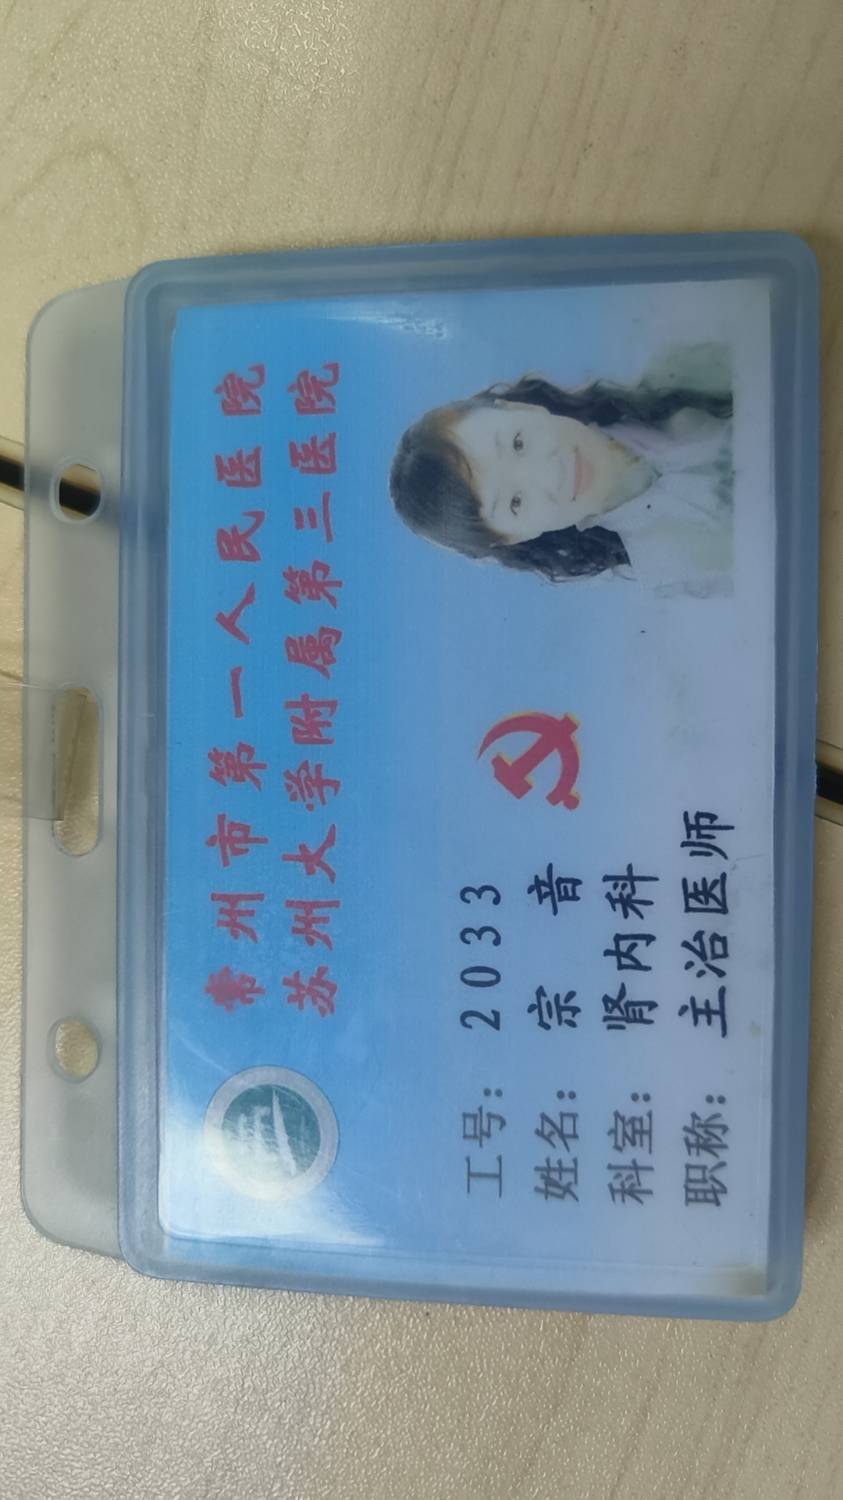 常州市第一人民医院
苏州大学附属第三医院
工号：2033
姓名：宗 音
科室：肾内科
职称：主治医师